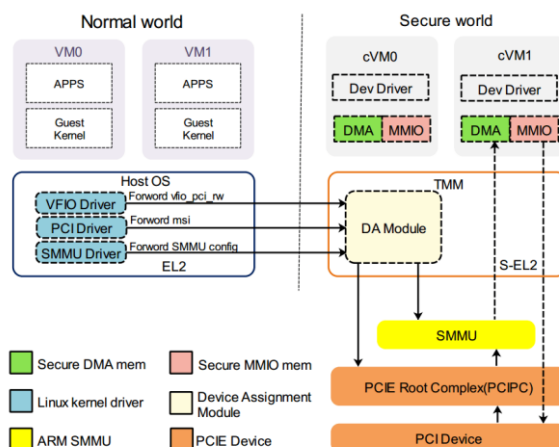 Normal world
Secure world
VM0
VM1
APPS
APPS
Guest
Kernel
Guest
Kernel
cVM0
cVM1
Dev Driver
Dev Driver
DMA
MMIO
DMA
MMIO
Host OS
VFIO Driver
PCI Driver
SMMU Driver
Forword vfio_pci_rw
Forword msi
Forword SMMU config
EL2
TMM
DA Module
S-EL2
SMMU
PCIE Root Complex(PCIPC)
PCI Device
Secure DMA mem
Secure MMIO mem
Linux kernel driver
Device Assignment
Module
ARM SMMU
PCIE Device